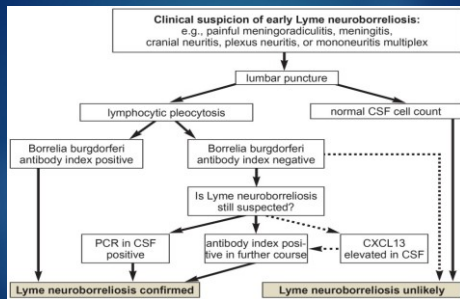 Clinical suspicion of early Lyme neuroborreliosis:
e.g., painful meningoradiculitis, meningitis,
cranial neuritis, plexus neuritis, or mononeuritis multiplex
lumbar puncture
lymphocytic pleocytosis
normal CSF cell count
Borrelia burgdorferi
antibody index positive
Borrelia burgdorferi
antibody index negative
Is Lyme neuroborreliosis
still suspected?
PCR in CSF
positive
antibody index posi-
tive in further course
CXCL13
elevated in CSF
Lyme neuroborreliosis confirmed
Lyme neuroborreliosis unlikely